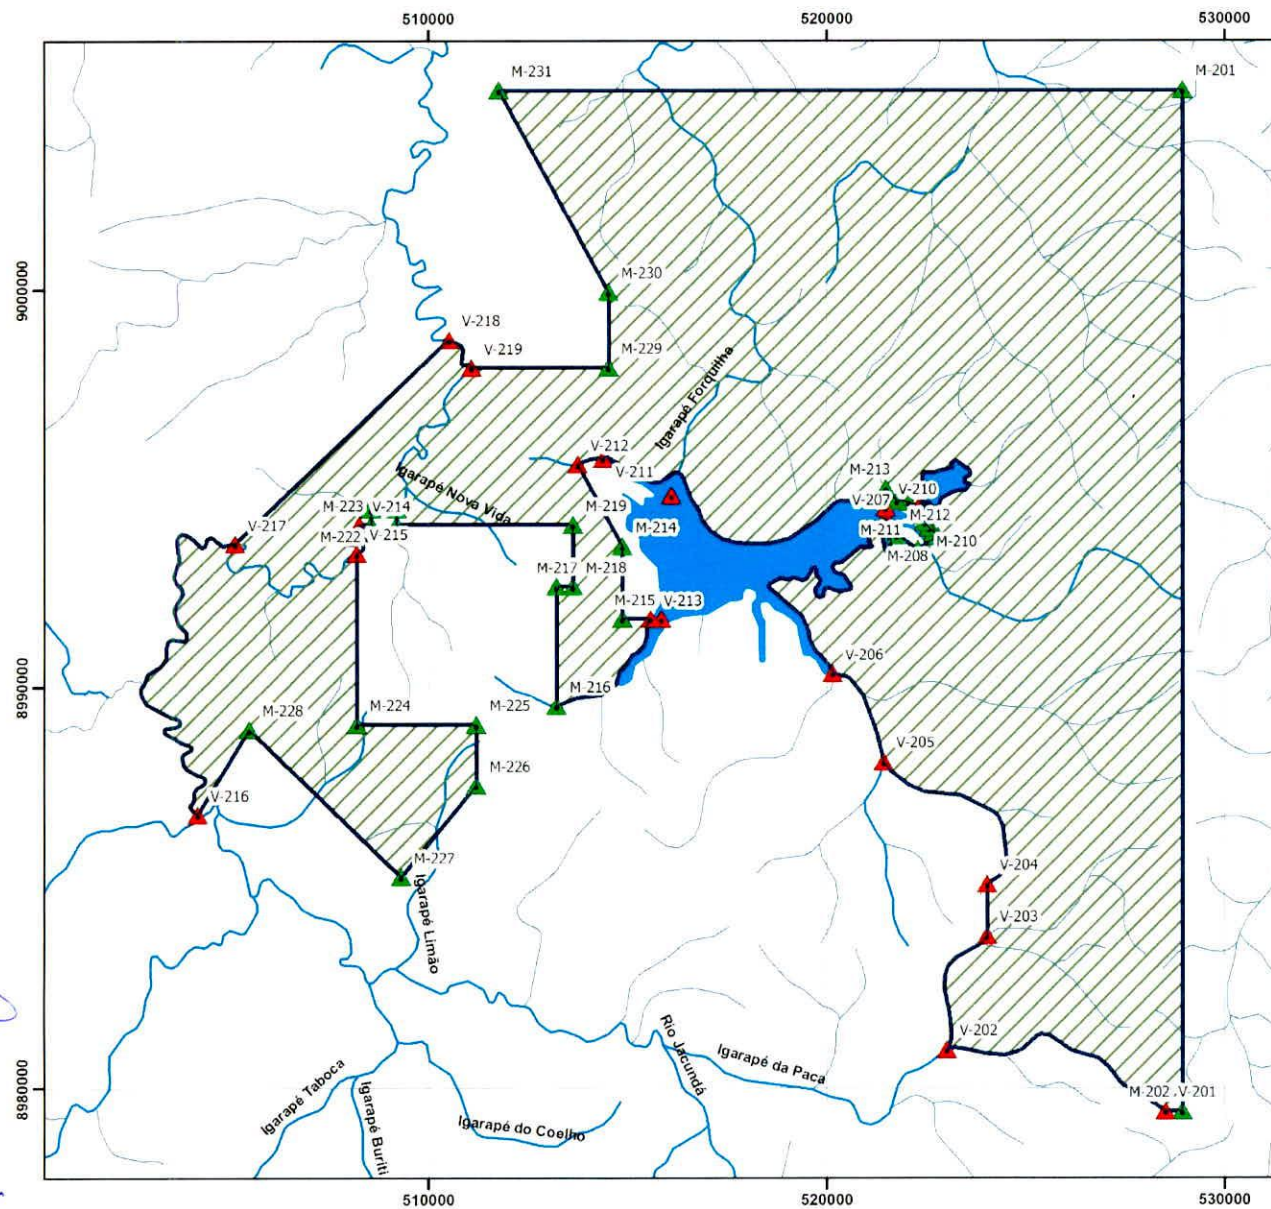 510000
520000
530000
M-231
M-201
9000000
M-230
V-218
V-219
M-229
Igarapé Forquilha
V-212
V-211
Igarapé Nova Vida
M-213
V-210
V-207
M-223
V-214
M-219
M-212
V-217
M-222
V-215
M-214
M-211
M-210
M-208
M-217
M-218
M-215
V-213
8990000
V-206
M-216
M-228
M-224
M-225
V-205
M-226
V-216
M-227
V-204
Igarapé Limão
V-203
V-202
Rio Jacundá
Igarapé da Paca
Igarapé Taboca
Igarapé Buriti
Igarapé do Coelho
8980000
M-202
V-201
510000
520000
530000